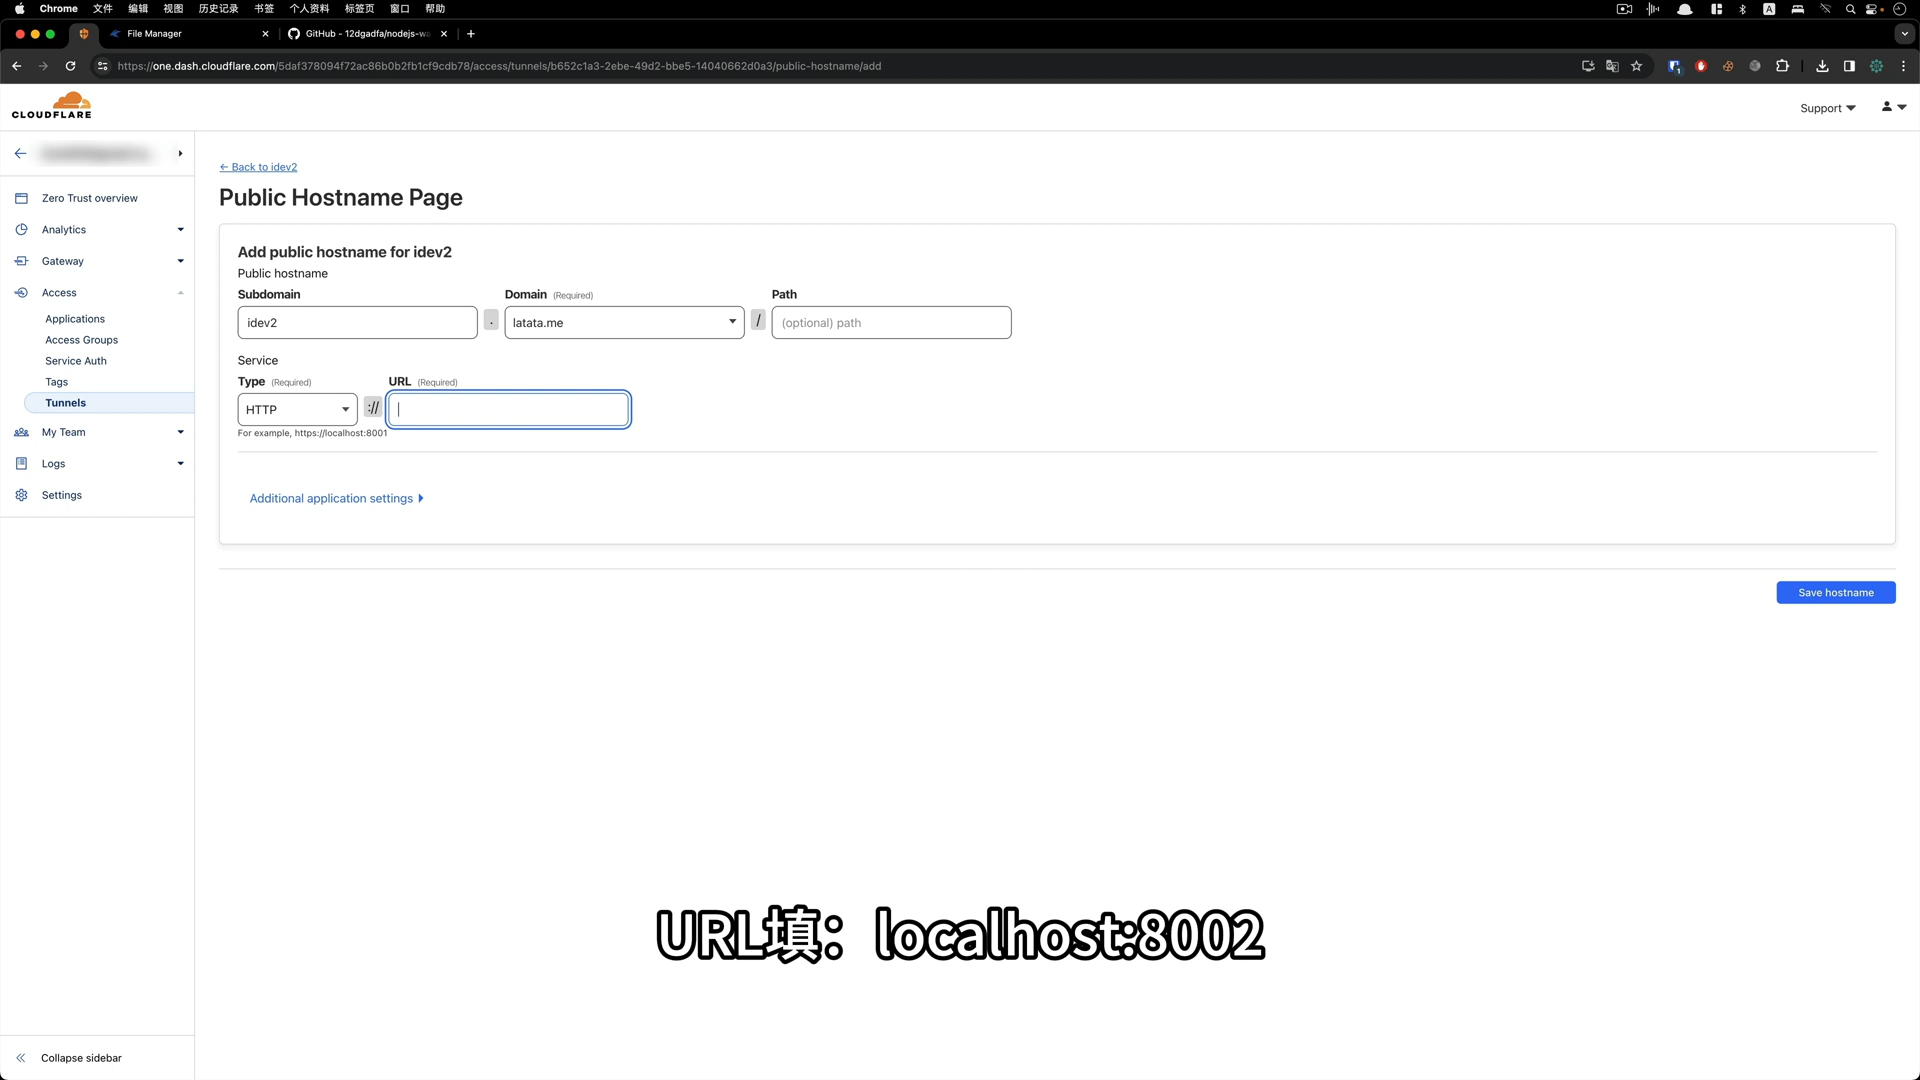 Chrome 文件 编辑 视图 历史记录 书签 个人资料 标签页 窗口 帮助
File Manager
GitHub - 12dgadfa/nodejs-wa
https://one.dash.cloudflare.com/5daf378094f72ac86b0b2fb1cf9cdb78/access/tunnels/b652c1a3-2ebe-49d2-bbe5-14040662d0a3/public-hostname/add
CLOUDFLARE
Support
Zero Trust overview
Analytics
Gateway
Access
Applications
Access Groups
Service Auth
Tags
Tunnels
My Team
Logs
Settings
Collapse sidebar
← Back to idev2
Public Hostname Page
Add public hostname for idev2
Public hostname
Subdomain Domain (Required) Path
idev2 . latata.me / (optional) path
Service
Type (Required) URL (Required)
HTTP ://
For example, https://localhost:8001
Additional application settings
Save hostname
URL填：localhost:8002